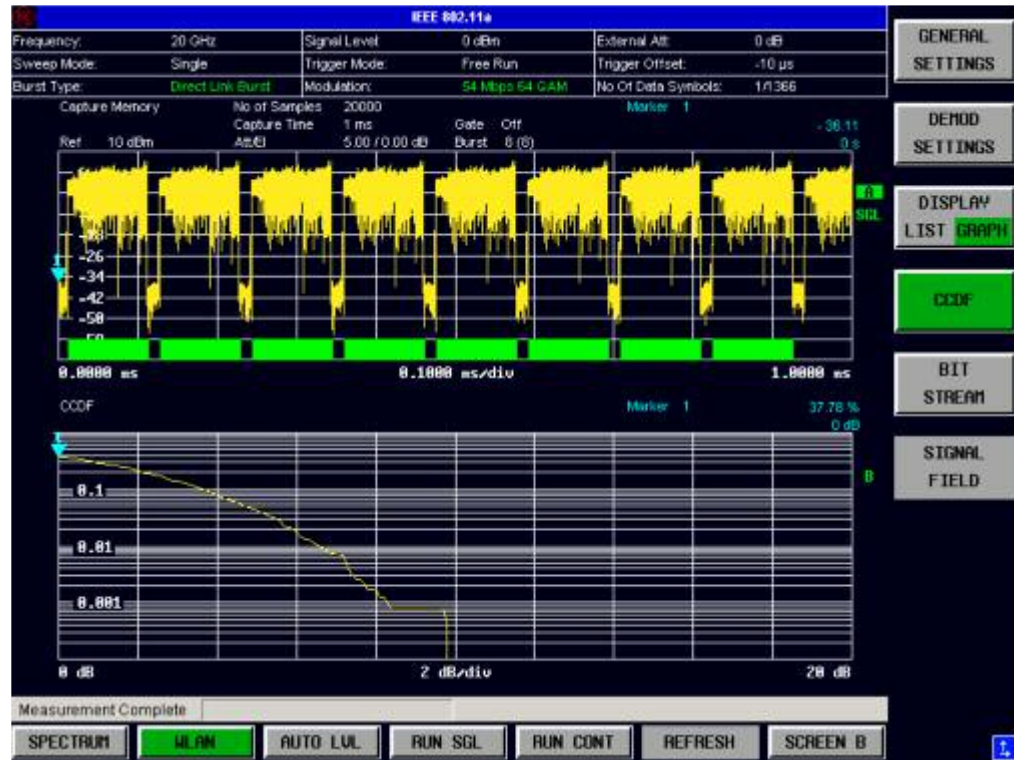 IEEE 802.11a
Frequency: 20 GHz Signal Level: 0 dBm External Att: 0 dB
Sweep Mode: Single Trigger Mode: Free Run Trigger Offset: -10 µs
Burst Type: Direct Link Burst Modulation: 54 Mbps 64 QAM No Of Data Symbols: 1/1366
Capture Memory No of Samples 20000 Marker 1
Capture Time 1 ms Gate Off -36.11
Ref 10 dBm Att/El 5.00 / 0.00 dB Burst 8 (8) 0 s
A
SGL
-26
1
-34
-42
-50
0.0000 ms 0.1000 ms/div 1.0000 ms
CCDF Marker 1 37.78 %
0 dB
1
0.1
B
0.01
0.001
0 dB 2 dB/div 20 dB
Measurement Complete
SPECTRUM WLAN AUTO LVL RUN SGL RUN CONT REFRESH SCREEN B
GENERAL
SETTINGS
DEMOD
SETTINGS
DISPLAY
LIST GRAPH
CCDF
BIT
STREAM
SIGNAL
FIELD